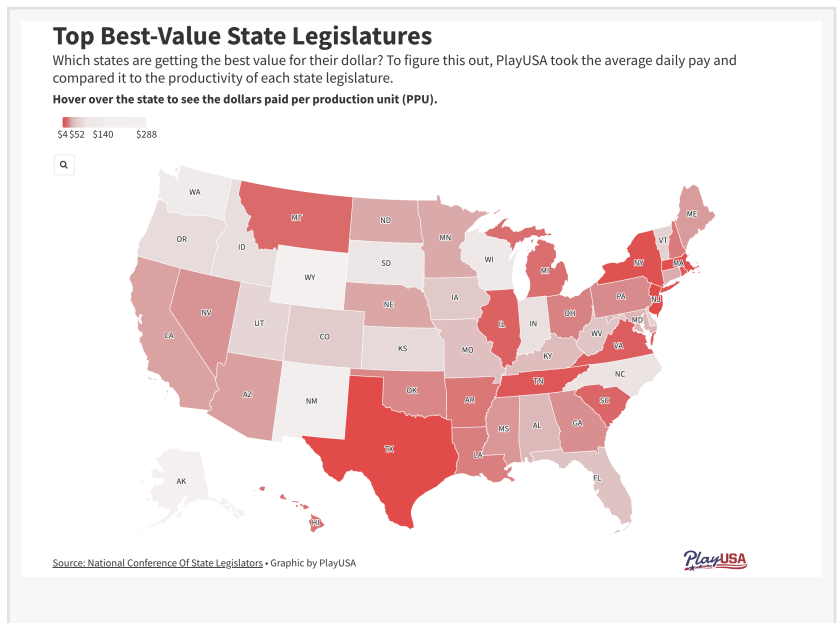 Top Best-Value State Legislatures
Which states are getting the best value for their dollar? To figure this out, PlayUSA took the average daily pay and
compared it to the productivity of each state legislature.
Hover over the state to see the dollars paid per production unit (PPU).
$4 $52 $140 $288
WA
MT
ND
MN
ME
OR
ID
SD
WI
VT
NY
MA
WY
MI
NV
NE
IA
PA
NJ
UT
CO
IL
IN
OH
MD
CA
KS
MO
KY
WV
VA
AZ
NM
OK
AR
TN
NC
SC
TX
LA
MS
AL
GA
AK
FL
HI
Source: National Conference Of State Legislators • Graphic by PlayUSA
PlayUSA